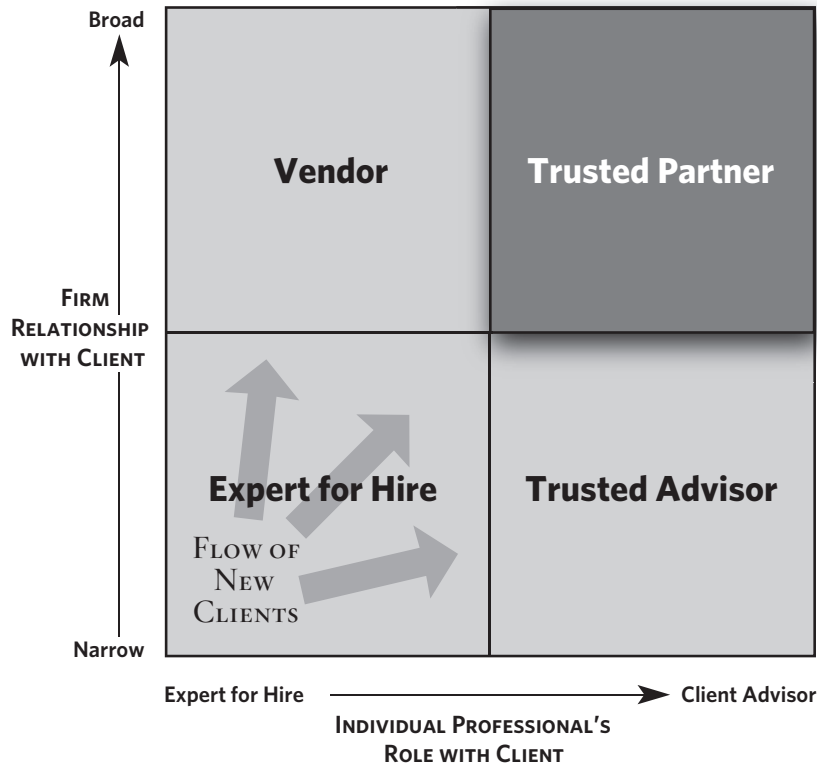 Broad
Vendor
Trusted Partner
FIRM
RELATIONSHIP
WITH CLIENT
Expert for Hire
Trusted Advisor
FLOW OF
NEW
CLIENTS
Narrow
Expert for Hire
Client Advisor
INDIVIDUAL PROFESSIONAL'S
ROLE WITH CLIENT